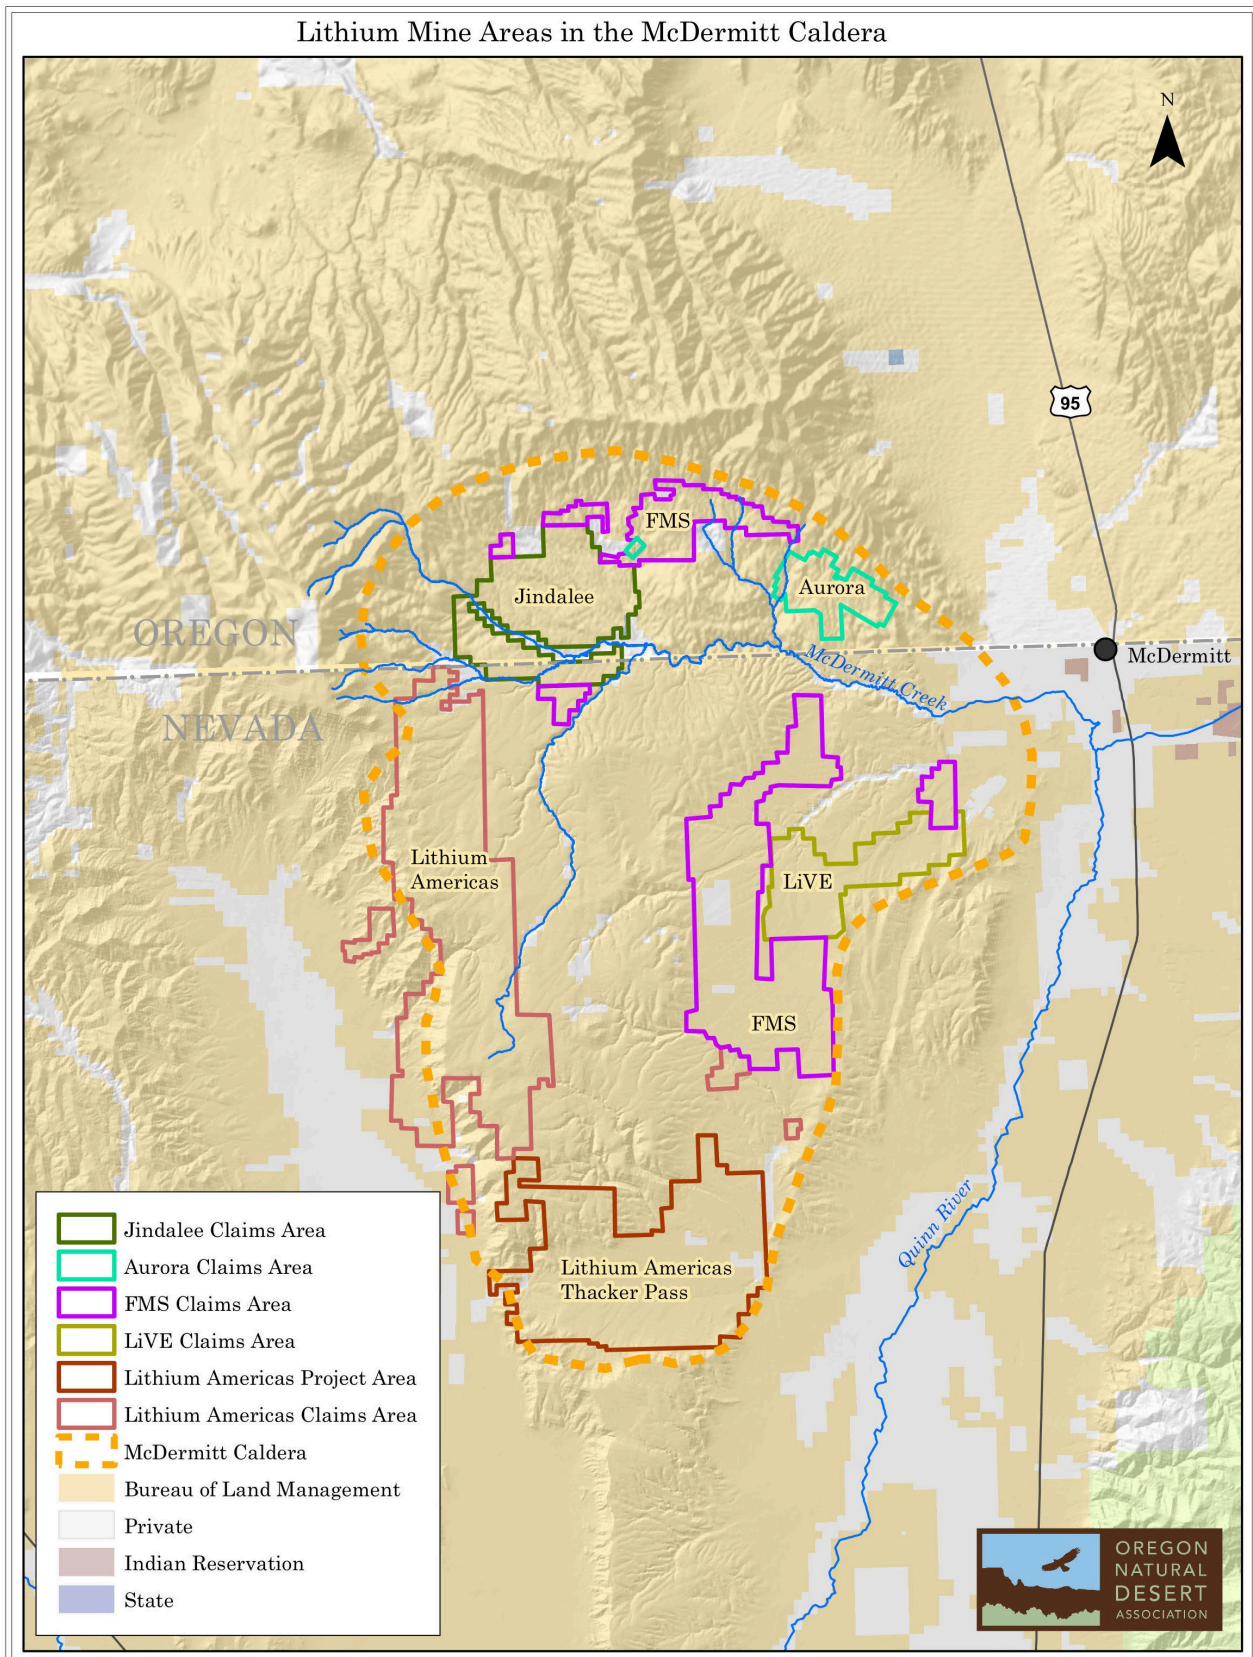 Lithium Mine Areas in the McDermitt Caldera
N
95
FMS
Jindalee
Aurora
OREGON
McDermitt
McDermitt Creek
NEVADA
Lithium
Americas
LiVE
FMS
Quinn River
Lithium Americas
Thacker Pass
Jindalee Claims Area
Aurora Claims Area
FMS Claims Area
LiVE Claims Area
Lithium Americas Project Area
Lithium Americas Claims Area
McDermitt Caldera
Bureau of Land Management
Private
Indian Reservation
State
OREGON
NATURAL
DESERT
ASSOCIATION